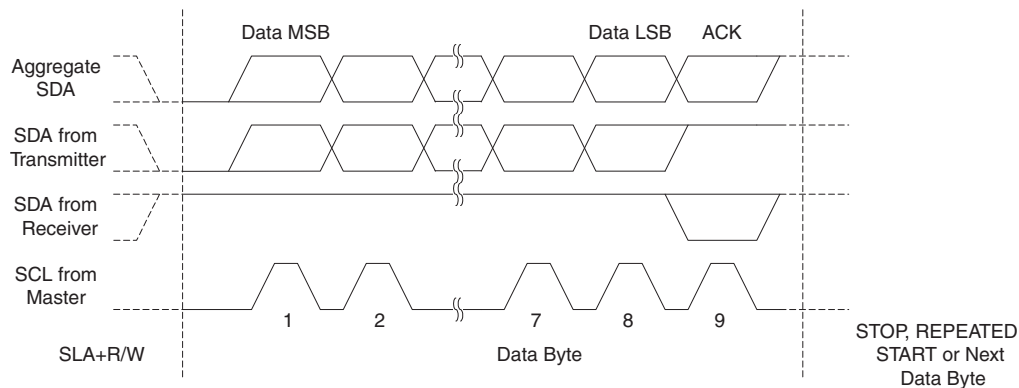 Data MSB
Data LSB
ACK
Aggregate
SDA
SDA from
Transmitter
SDA from
Receiver
SCL from
Master
1
2
7
8
9
SLA+R/W
Data Byte
STOP, REPEATED
START or Next
Data Byte